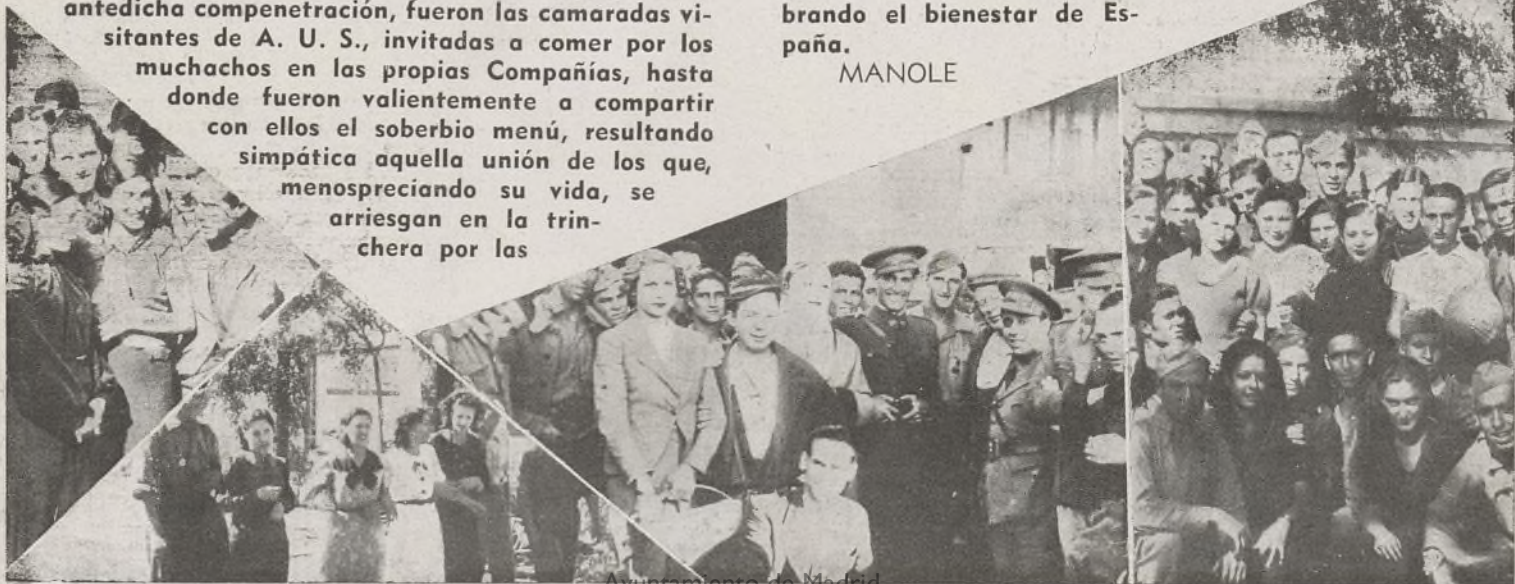 antedicha compenetración, fueron las camaradas vi-
sitantes de A. U. S., invitadas a comer por los
muchachos en las propias Compañías, hasta
donde fueron valientemente a compartir
con ellos el soberbio menú, resultando
simpática aquella unión de los que,
menospreciando su vida, se
arriesgan en la trin-
chera por las
brando el bienestar de Es-
paña.
MANOLE
Ayuntamiento de Madrid